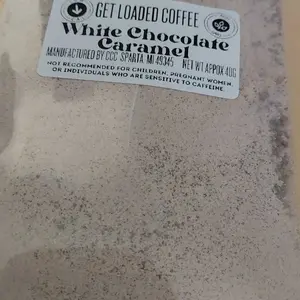 GET LOADED COFFEE
White Chocolate
Caramel
MANUFACTURED BY CCC SPARTA MI 49345 NET WT APPOX 40G
NOT RECOMMENDED FOR CHILDREN, PREGNANT WOMEN,
OR INDIVIDUALS WHO ARE SENSITIVE TO CAFFEINE.